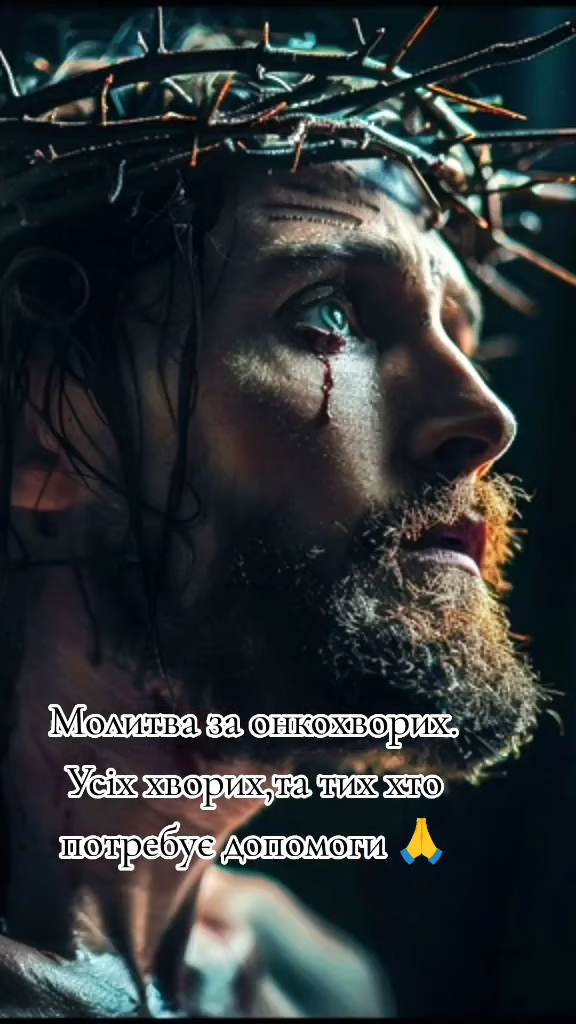 Молитва за онкохворих.
Усіх хворих,та тих хто
потребує допомоги 🙏